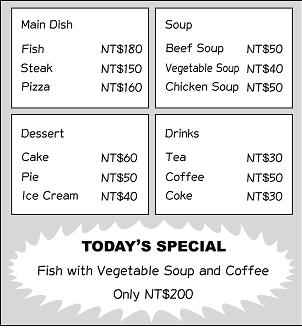 Main Dish
Fish NT$180
Steak NT$150
Pizza NT$160
Soup
Beef Soup NT$50
Vegetable Soup NT$40
Chicken Soup NT$50
Dessert
Cake NT$60
Pie NT$50
Ice Cream NT$40
Drinks
Tea NT$30
Coffee NT$50
Coke NT$30
TODAY'S SPECIAL
Fish with Vegetable Soup and Coffee
Only NT$200